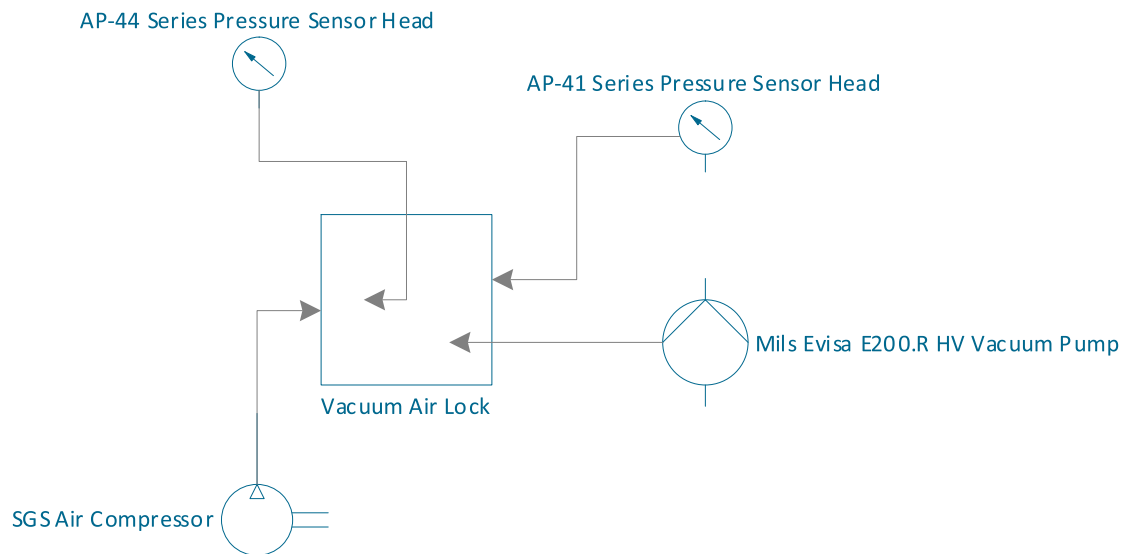 AP-44 Series Pressure Sensor Head
AP-41 Series Pressure Sensor Head
Mils Evisa E200.R HV Vacuum Pump
Vacuum Air Lock
SGS Air Compressor